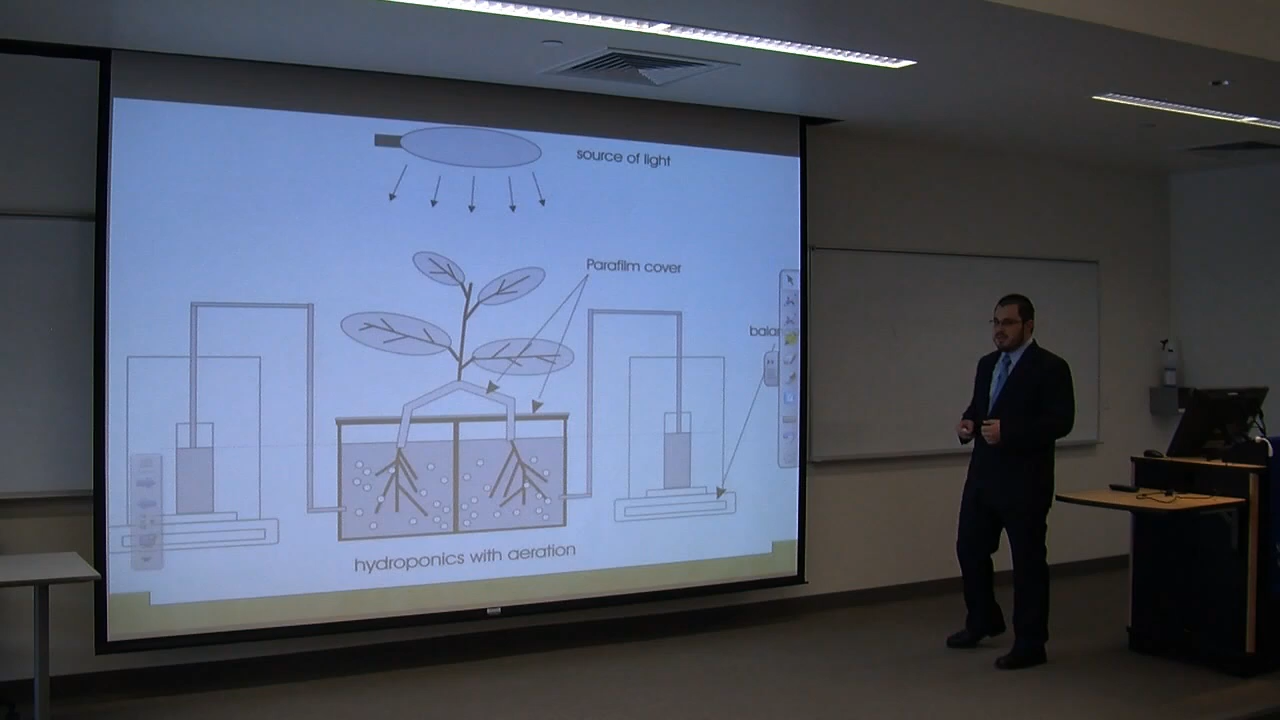 source of light
Parafilm cover
hydroponics with aeration